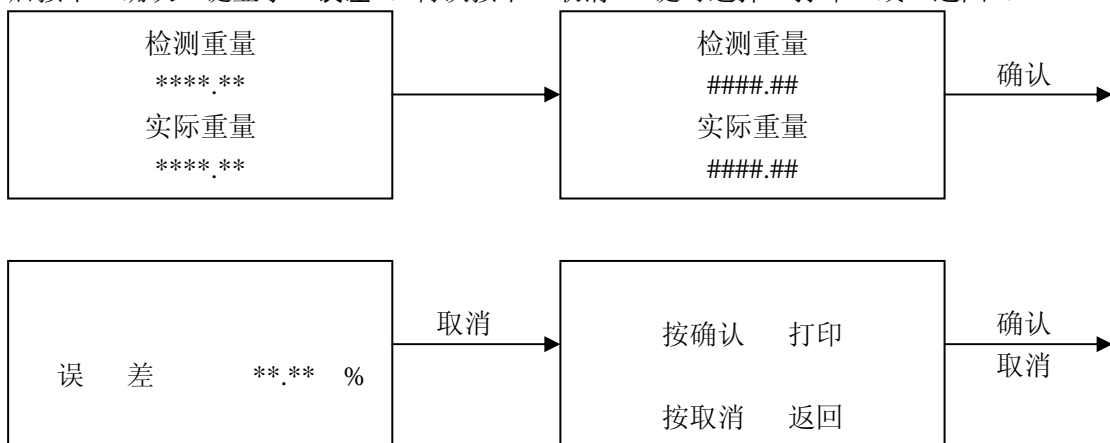 检测重量
****.**
实际重量
****.**
检测重量
####.##
实际重量
####.##
确认
误 差 **.** %
取消
按确认 打印
按取消 返回
确认
取消